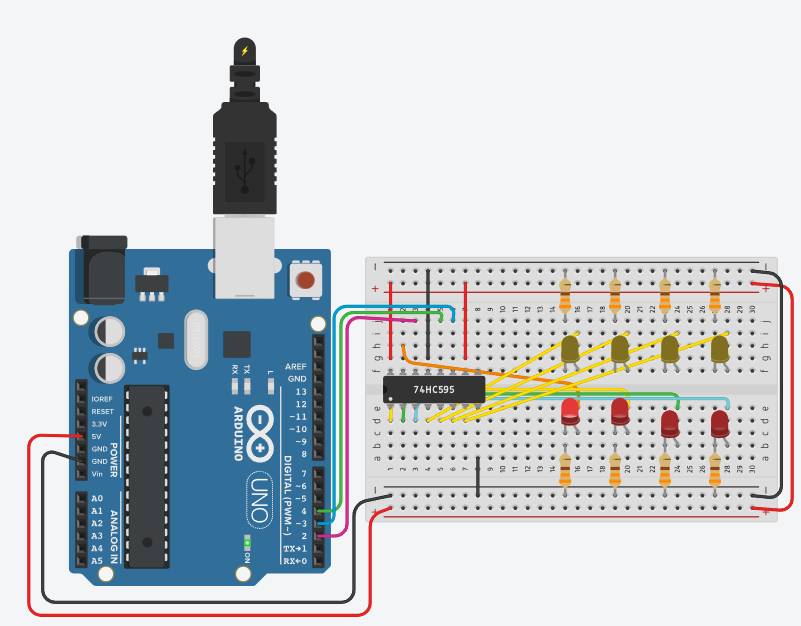 AREF
GND
13
12
~11
~10
~9
8
7
~6
~5
4
~3
2
TX→1
RX←0
DIGITAL (PWM~)
RX
TX
L
ARDUINO
UNO
ON
IOREF
RESET
3.3V
5V
GND
GND
Vin
POWER
A0
A1
A2
A3
A4
A5
ANALOG IN
74HC595